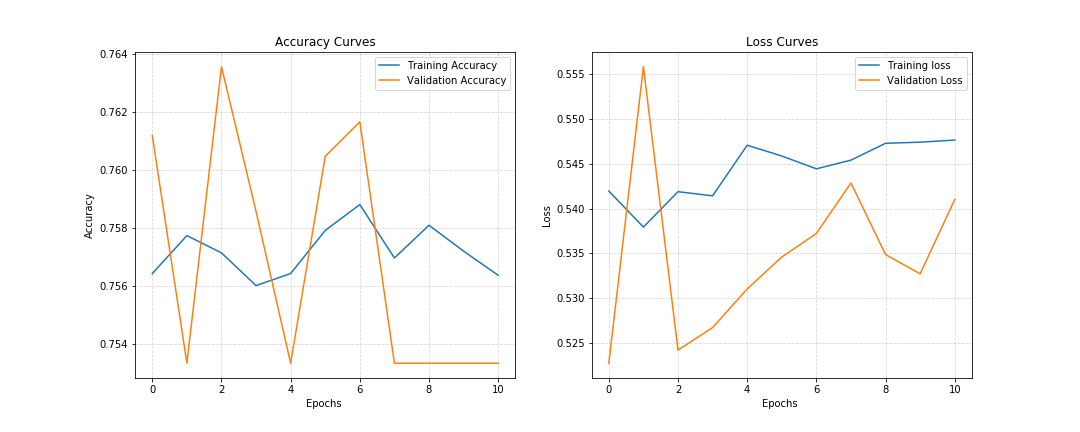 Accuracy Curves
0.764
0.762
0.760
0.758
0.756
0.754
Accuracy
Training Accuracy
Validation Accuracy
0 2 4 6 8 10
Epochs
Loss Curves
0.555
0.550
0.545
0.540
0.535
0.530
0.525
Loss
Training loss
Validation Loss
0 2 4 6 8 10
Epochs